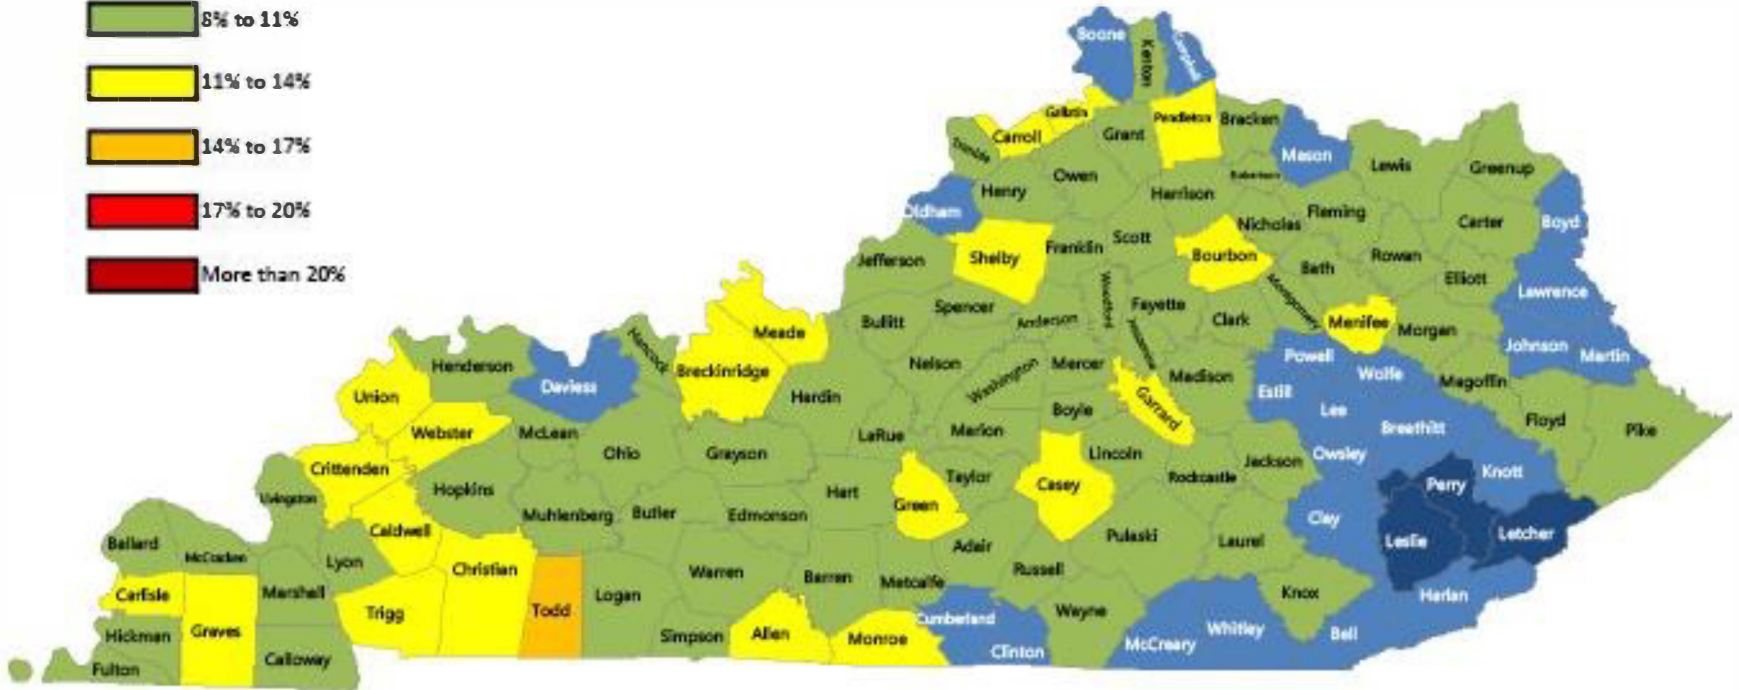 8% to 11%
11% to 14%
14% to 17%
17% to 20%
More than 20%
Boone
Kenton
Campbell
Gallatin
Carroll
Pendleton
Bracken
Grant
Trimble
Mason
Lewis
Greenup
Owen
Henry
Robertson
Harrison
Oldham
Fleming
Nicholas
Carter
Boyd
Scott
Franklin
Shelby
Bourbon
Rowan
Jefferson
Bath
Elliott
Lawrence
Montgomery
Woodford
Fayette
Spencer
Anderson
Clark
Bullitt
Menifee
Morgan
Meade
Jessamine
Johnson
Martin
Hancock
Powell
Henderson
Nelson
Mercer
Washington
Breckinridge
Wolfe
Madison
Magoffin
Daviess
Estill
Union
Hardin
Garrard
Boyle
Lee
Floyd
Breathitt
Pike
Webster
McLean
LaRue
Marion
Ohio
Grayson
Lincoln
Owsley
Jackson
Crittenden
Knott
Taylor
Rockcastle
Perry
Casey
Hopkins
Hart
Livingston
Green
Muhlenberg
Butler
Edmonson
Clay
Caldwell
Pulaski
Letcher
Leslie
Laurel
Ballard
McCracken
Adair
Lyon
Christian
Warren
Barren
Metcalfe
Russell
Carlisle
Marshall
Logan
Knox
Harlan
Todd
Trigg
Wayne
Cumberland
Graves
Hickman
Simpson
Allen
Monroe
Whitley
Bell
McCreary
Clinton
Calloway
Fulton